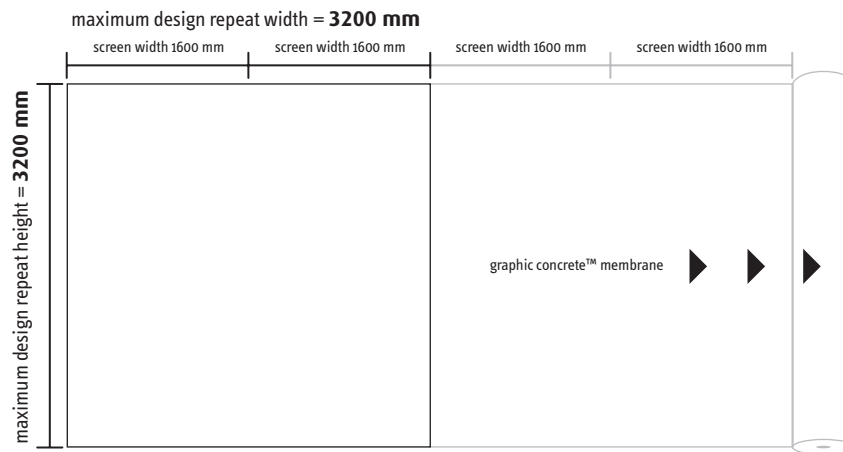 maximum design repeat width = 3200 mm
screen width 1600 mm
screen width 1600 mm
screen width 1600 mm
screen width 1600 mm
maximum design repeat height = 3200 mm
graphic concrete™ membrane